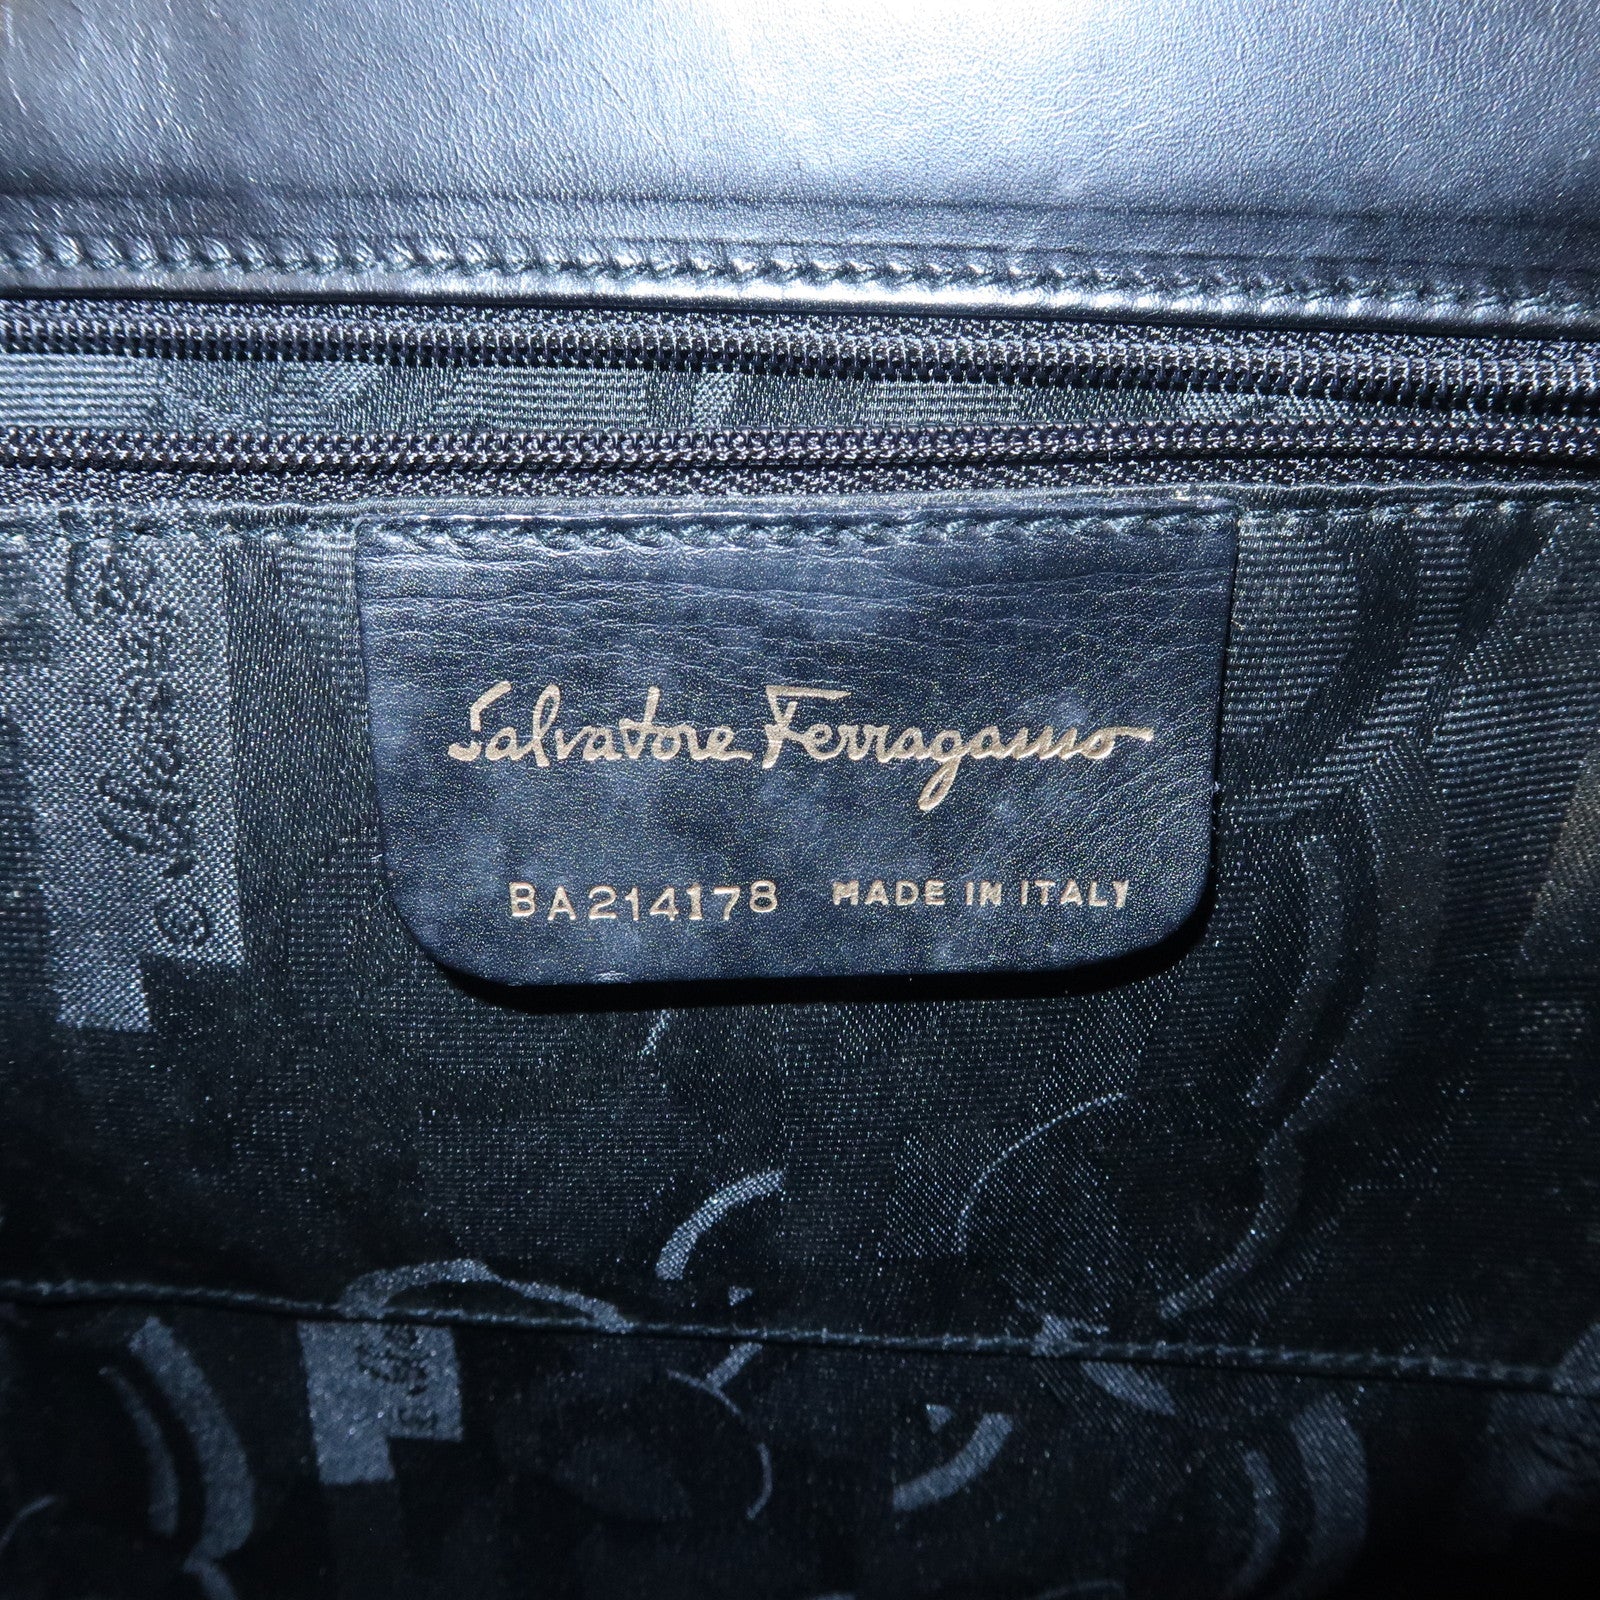 Salvatore Ferragamo
BA214178 MADE IN ITALY